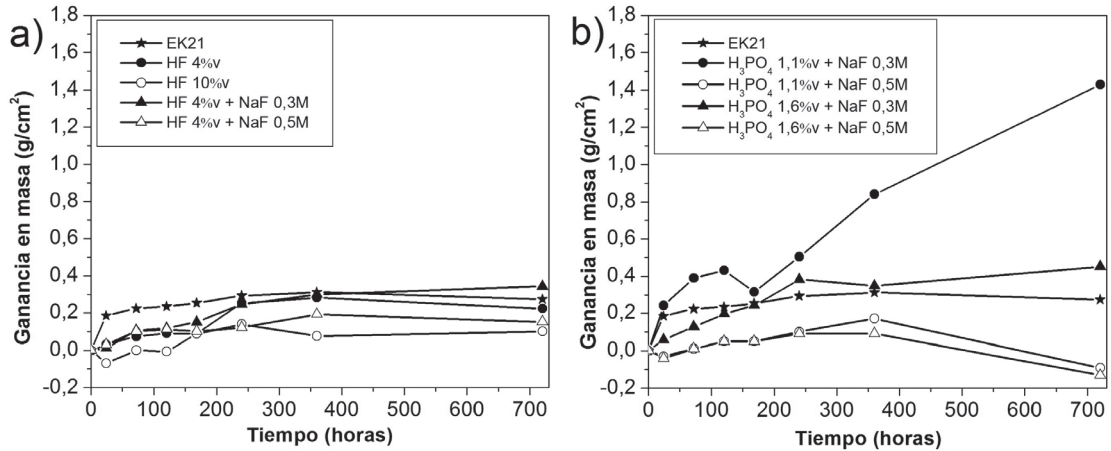 a)
EK21
HF 4%v
HF 10%v
HF 4%v + NaF 0,3M
HF 4%v + NaF 0,5M
Ganancia en masa (g/cm²)
1,8
1,6
1,4
1,2
1,0
0,8
0,6
0,4
0,2
0,0
-0,2
0 100 200 300 400 500 600 700
Tiempo (horas)
b)
EK21
H₃PO₄ 1,1%v + NaF 0,3M
H₃PO₄ 1,1%v + NaF 0,5M
H₃PO₄ 1,6%v + NaF 0,3M
H₃PO₄ 1,6%v + NaF 0,5M
Ganancia en masa (g/cm²)
1,8
1,6
1,4
1,2
1,0
0,8
0,6
0,4
0,2
0,0
-0,2
0 100 200 300 400 500 600 700
Tiempo (horas)